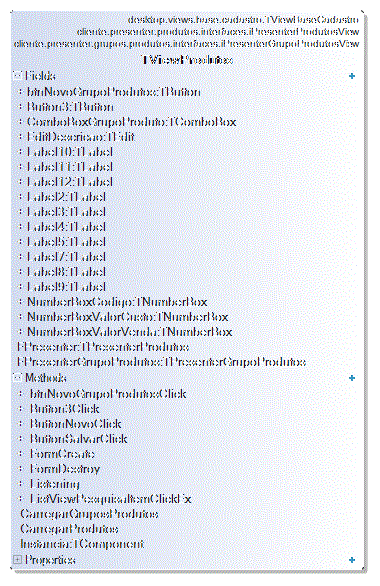 desktop.views.base.cadastro.TViewBaseCadastro
cliente.presenter.produtos.interfaces.iPresenterProdutosView
cliente.presenter.grupos.produtos.interfaces.iPresenterGrupoProdutosView
TViewProdutos
Fields
btnNovoGrupoProdutos:TButton
Button3:TButton
ComboBoxGrupoProduto:TComboBox
EditDescricao:TEdit
Label10:TLabel
Label11:TLabel
Label12:TLabel
Label2:TLabel
Label3:TLabel
Label4:TLabel
Label5:TLabel
Label7:TLabel
Label8:TLabel
Label9:TLabel
NumberBoxCodigo:TNumberBox
NumberBoxValorCusto:TNumberBox
NumberBoxValorVenda:TNumberBox
FPresenter:TPresenterProdutos
FPresenterGrupoProdutos:TPresenterGrupoProdutos
Methods
btnNovoGrupoProdutosClick
Button3Click
ButtonNovoClick
ButtonSalvarClick
FormCreate
FormDestroy
Listening
ListViewPesquisaItemClickEx
CarregarGruposProdutos
CarregarProdutos
Instancia:TComponent
Properties